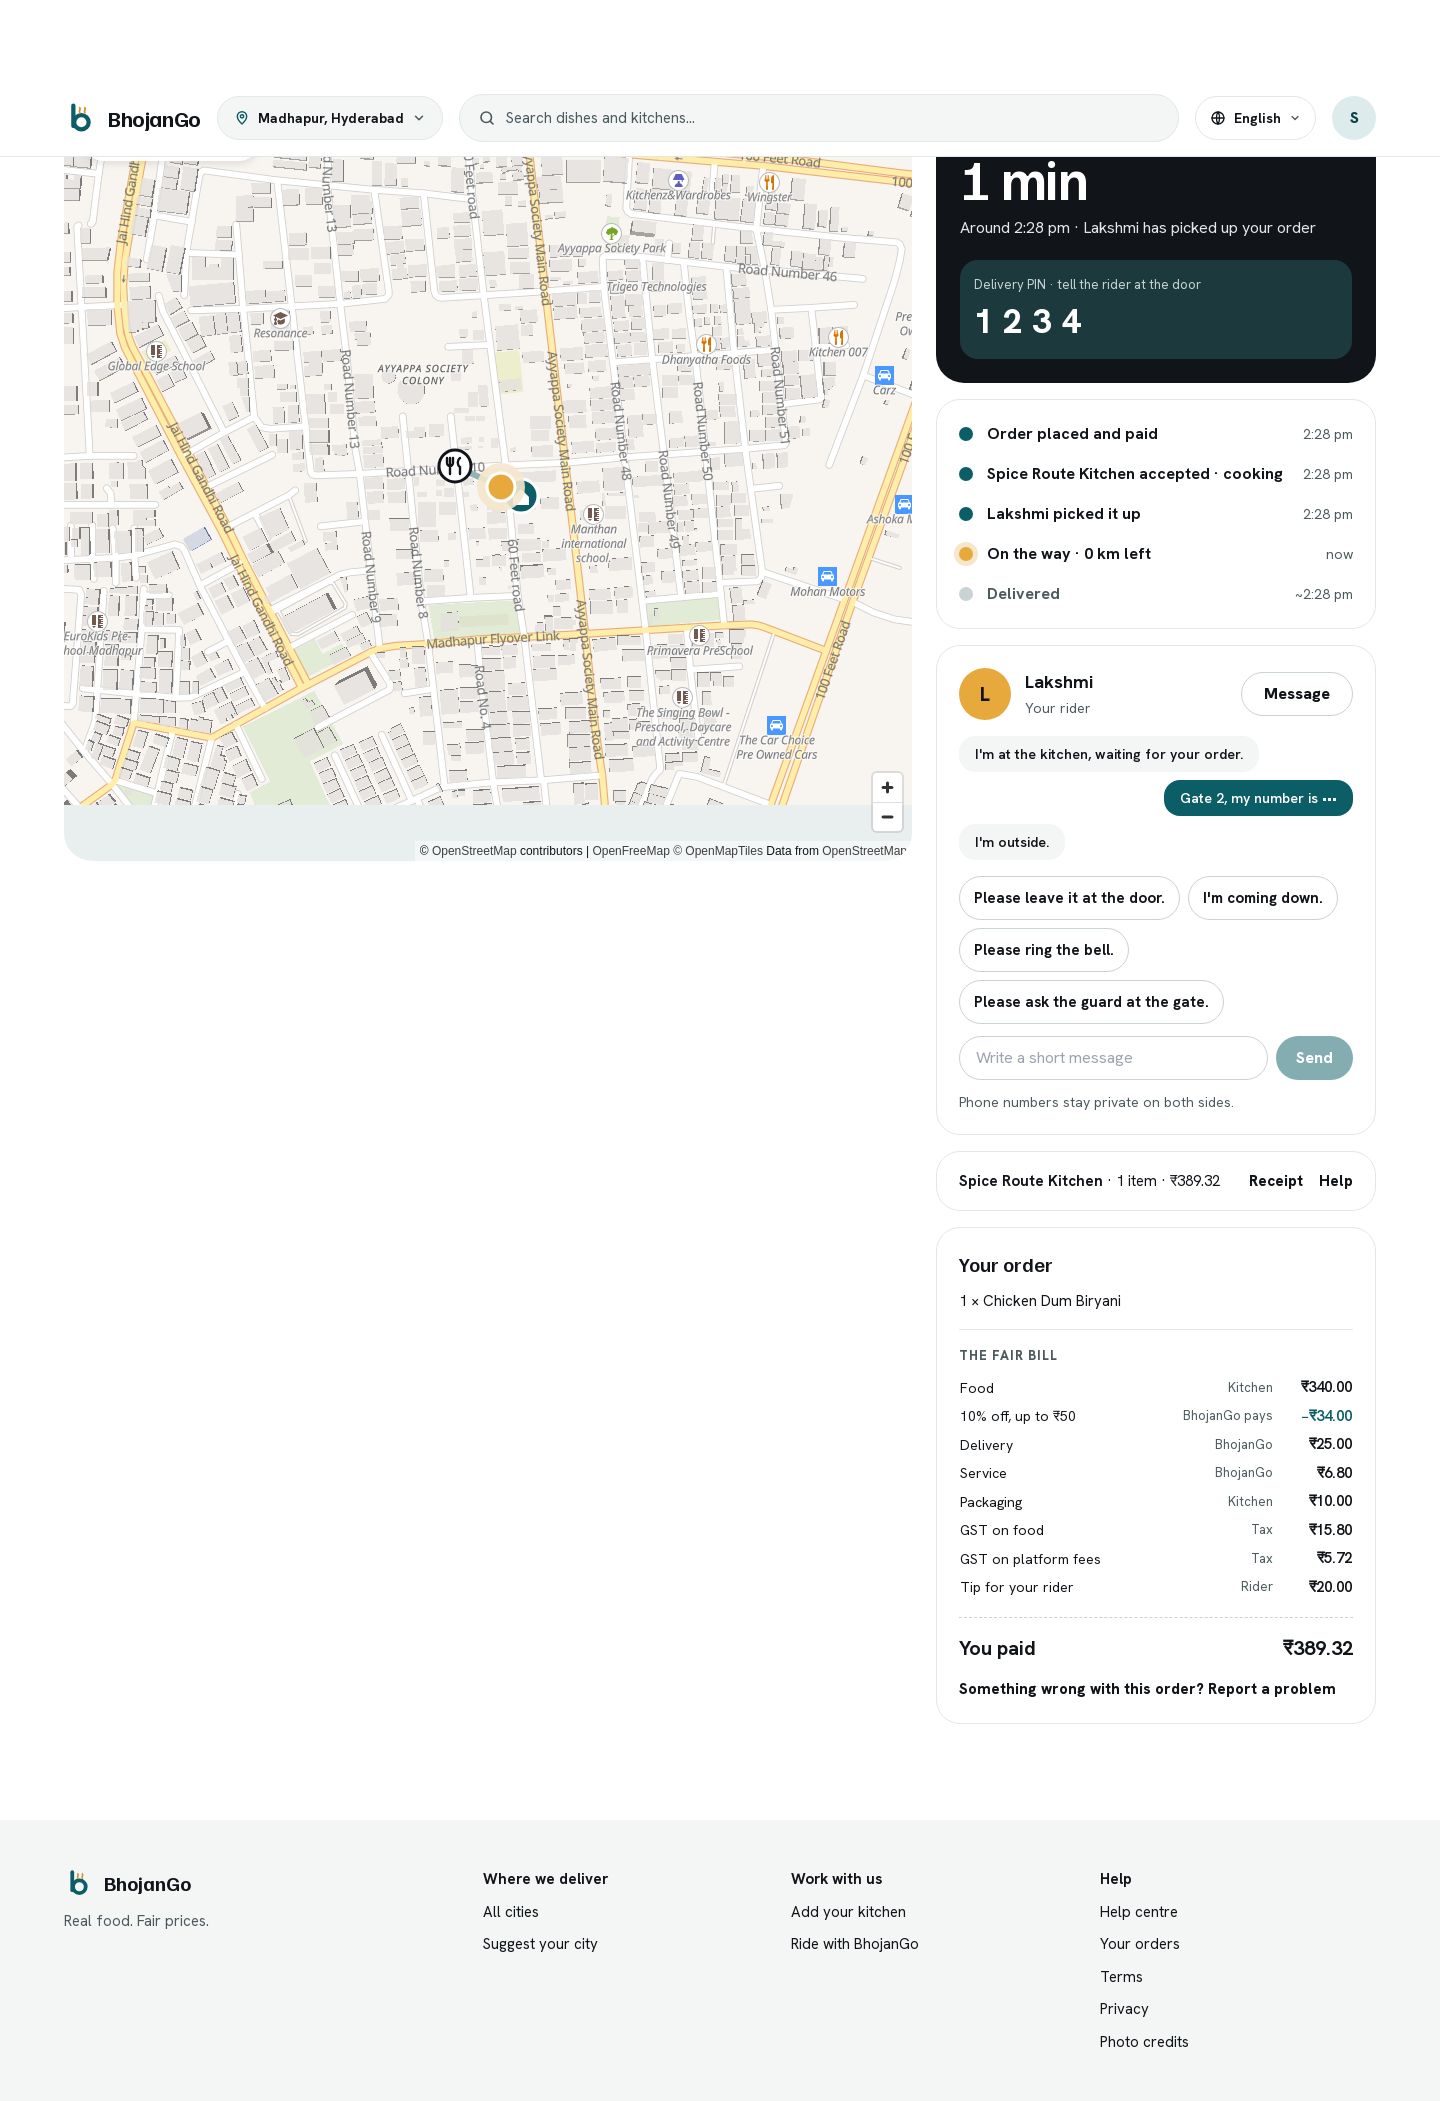 BhojanGo
Madhapur, Hyderabad
Search dishes and kitchens...
English
S
100 Feet Road
Kitchenz&Wardrobes
Wingster
Ayyappa Society Park
Road Number 46
Trigeo Technologies
Resonance
Global Edge School
Dhanyatha Foods
Kitchen 007
AYYAPPA SOCIETY
COLONY
Carz
Jai Hind Gandhi Road
Road Number 13
Ayyappa Society Main Road
Road Number 48
Road Number 50
Road Number 51
Road Number 49
Manthan
international
school
Mohan Motors
60 Feet road
Road Number 9
Road Number 8
Jai Hind Gandhi Road
EuroKids Pre-
Madhapur Flyover Link
Primavera PreSchool
100 Feet Road
Road No. 4
Ayyappa Society Main Road
The Singing Bowl -
Preschool, Daycare
and Activity Centre
The Car Choice
Pre Owned Cars
© OpenStreetMap contributors | OpenFreeMap © OpenMapTiles Data from OpenStreetMap
1 min
Around 2:28 pm · Lakshmi has picked up your order
Delivery PIN · tell the rider at the door
1 2 3 4
Order placed and paid 2:28 pm
Spice Route Kitchen accepted · cooking 2:28 pm
Lakshmi picked it up 2:28 pm
On the way · 0 km left now
Delivered ~2:28 pm
L
Lakshmi
Your rider
Message
I'm at the kitchen, waiting for your order.
Gate 2, my number is •••
I'm outside.
Please leave it at the door.
I'm coming down.
Please ring the bell.
Please ask the guard at the gate.
Write a short message
Send
Phone numbers stay private on both sides.
Spice Route Kitchen · 1 item · ₹389.32 Receipt Help
Your order
1 × Chicken Dum Biryani
THE FAIR BILL
Food Kitchen ₹340.00
10% off, up to ₹50 BhojanGo pays −₹34.00
Delivery BhojanGo ₹25.00
Service BhojanGo ₹6.80
Packaging Kitchen ₹10.00
GST on food Tax ₹15.80
GST on platform fees Tax ₹5.72
Tip for your rider Rider ₹20.00
You paid ₹389.32
Something wrong with this order? Report a problem
BhojanGo
Real food. Fair prices.
Where we deliver
All cities
Suggest your city
Work with us
Add your kitchen
Ride with BhojanGo
Help
Help centre
Your orders
Terms
Privacy
Photo credits